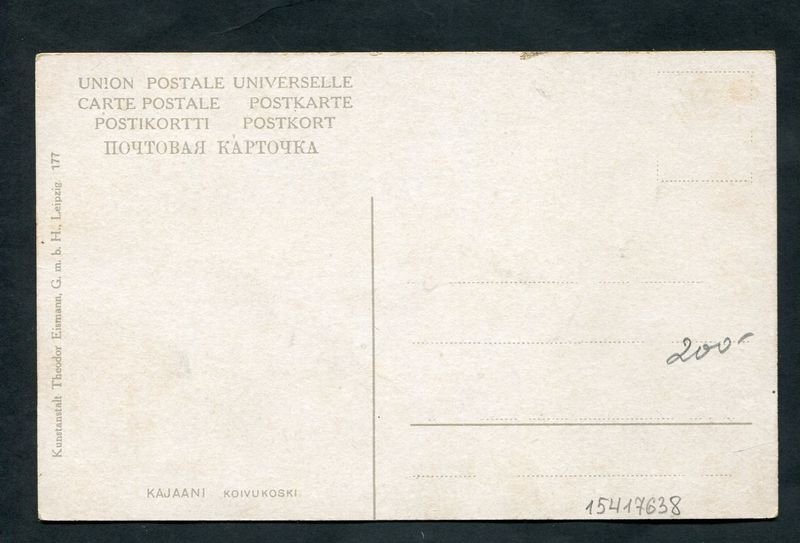 UNION POSTALE UNIVERSELLE
CARTE POSTALE POSTKARTE
POSTIKORTTI POSTKORT
ПОЧТОВАЯ КАРТОЧКА
Kunstanstalt Theodor Eismann, G. m. b. H., Leipzig. 177
200-
KAJAANI KOIVUKOSKI
15417638